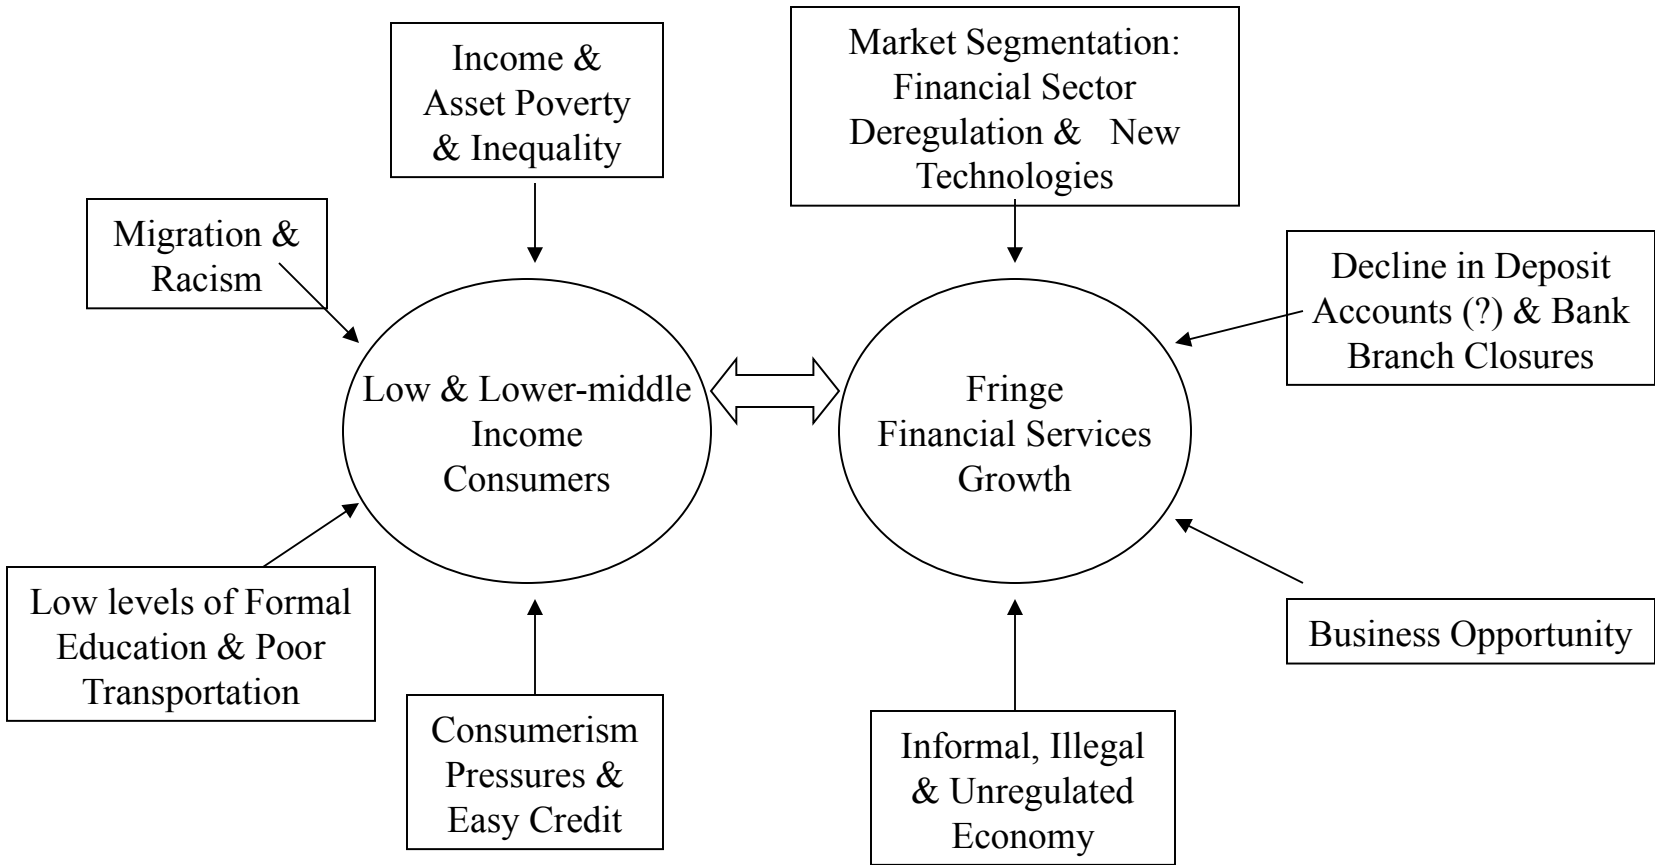 Income &
Asset Poverty
& Inequality
Market Segmentation:
Financial Sector
Deregulation & New
Technologies
Migration &
Racism
Decline in Deposit
Accounts (?) & Bank
Branch Closures
Low & Lower-middle
Income
Consumers
Fringe
Financial Services
Growth
Low levels of Formal
Education & Poor
Transportation
Business Opportunity
Consumerism
Pressures &
Easy Credit
Informal, Illegal
& Unregulated
Economy